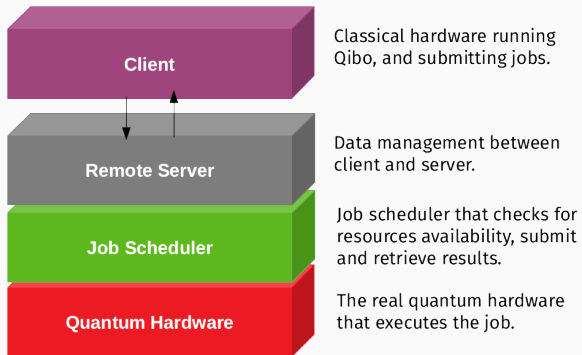 Client
Classical hardware running
Qibo, and submitting jobs.
Remote Server
Data management between
client and server.
Job Scheduler
Job scheduler that checks for
resources availability, submit
and retrieve results.
Quantum Hardware
The real quantum hardware
that executes the job.